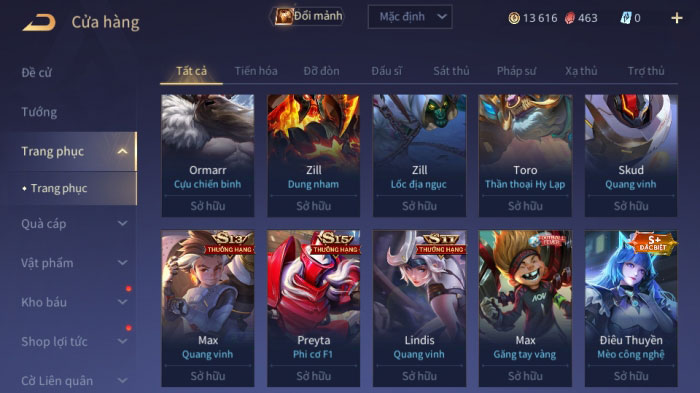 Cửa hàng
Đổi mảnh
Mặc định
13 616
463
0
Đề cử
Tướng
Trang phục
Trang phục
Quà cáp
Vật phẩm
Kho báu
Shop lợi tức
Cờ Liên quân
Tất cả
Tiến hóa
Đỡ đòn
Đấu sĩ
Sát thủ
Pháp sư
Xạ thủ
Trợ thủ
Ormarr
Cựu chiến binh
Sở hữu
Zill
Dung nham
Sở hữu
Zill
Lốc địa ngục
Sở hữu
Toro
Thần thoại Hy Lạp
Sở hữu
Skud
Quang vinh
Sở hữu
S13
THƯỞNG HẠNG
Max
Quang vinh
Sở hữu
S15
THƯỞNG HẠNG
Preyta
Phi cơ F1
Sở hữu
S17
THƯỞNG HẠNG
Lindis
Quang vinh
Sở hữu
AOV
Max
Găng tay vàng
Sở hữu
S+
ĐẶC BIỆT
Điêu Thuyền
Mèo công nghệ
Sở hữu